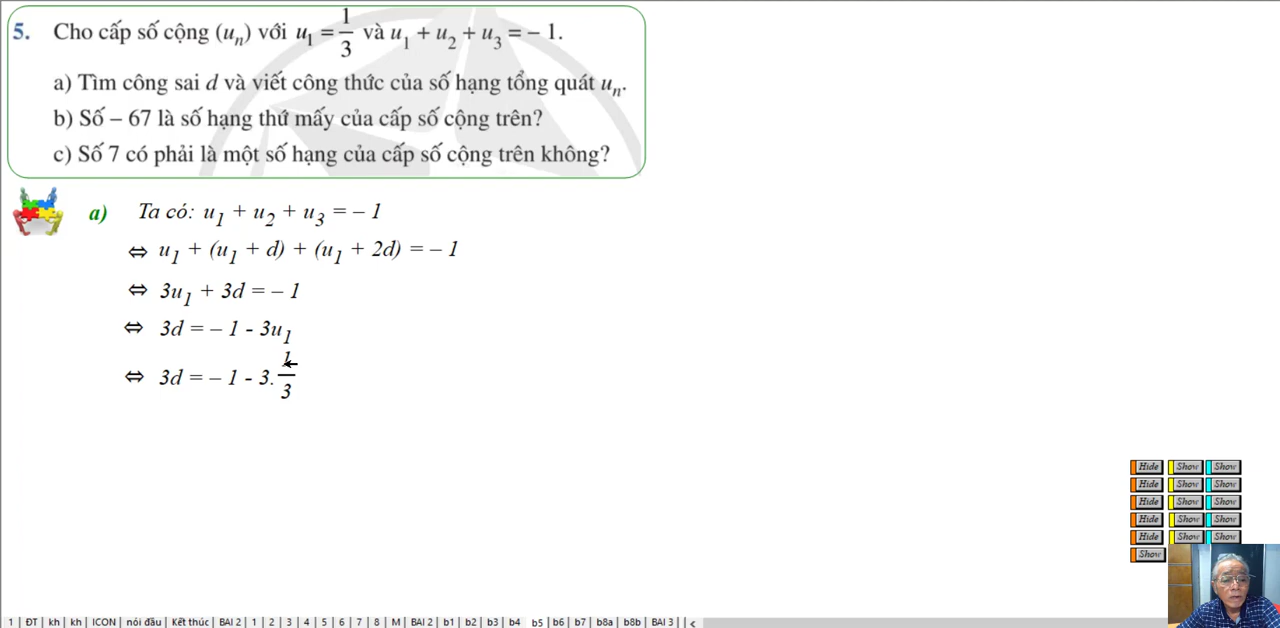 5. Cho cấp số cộng (uₙ) với u₁ = 1/3 và u₁ + u₂ + u₃ = – 1.
a) Tìm công sai d và viết công thức của số hạng tổng quát uₙ.
b) Số – 67 là số hạng thứ mấy của cấp số cộng trên?
c) Số 7 có phải là một số hạng của cấp số cộng trên không?
a) Ta có: u₁ + u₂ + u₃ = – 1
⇔ u₁ + (u₁ + d) + (u₁ + 2d) = – 1
⇔ 3u₁ + 3d = – 1
⇔ 3d = – 1 - 3u₁
⇔ 3d = – 1 - 3. 1/3
Hide Show Show
Hide Show Show
Hide Show Show
Hide Show Show
Hide Show Show
Show
1 | ĐT | kh | kh | ICON | nói đầu | Kết thúc | BAI 2 | 1 | 2 | 3 | 4 | 5 | 6 | 7 | 8 | M | BAI 2 | b1 | b2 | b3 | b4 b5 | b6 | b7 | b8a | b8b | BAI 3 | | <